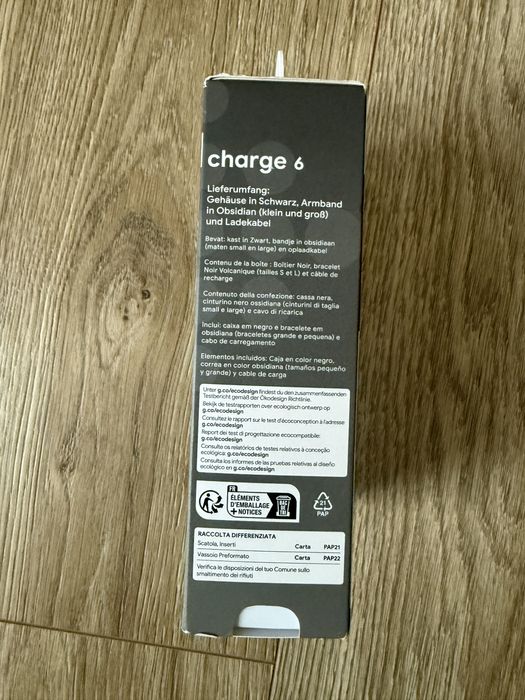 charge 6
Lieferumfang:
Gehäuse in Schwarz, Armband
in Obsidian (klein und groß)
und Ladekabel
Bevat: kast in Zwart, bandje in obsidiaan
(maten small en large) en oplaadkabel
Contenu de la boîte : Boîtier Noir, bracelet
Noir Volcanique (tailles S et L) et câble de
recharge
Contenuto della confezione: cassa nera,
cinturino nero ossidiana (cinturini di taglia
small e large) e cavo di ricarica
Inclui: caixa em negro e bracelete em
obsidiana (braceletes grande e pequena) e
cabo de carregamento
Elementos incluidos: Caja en color negro,
correa en color obsidiana (tamaños pequeño
y grande) y cable de carga
Unter g.co/ecodesign findest du den zusammenfassenden
Testbericht gemäß der Ökodesign Richtlinie.
Bekijk de testrapporten over ecologisch ontwerp op
g.co/ecodesign
Consultez le rapport sur le test d'écoconception à l'adresse
g.co/ecodesign
Report dei test di progettazione ecocompatibile:
g.co/ecodesign
Consulte os relatórios de testes relativos à conceção
ecológica: g.co/ecodesign
Consulta los informes de las pruebas relativas al diseño
ecológico en g.co/ecodesign
FR
ÉLÉMENTS
D'EMBALLAGE
+ NOTICES
BAC
DE
TRI
21
PAP
RACCOLTA DIFFERENZIATA
Scatola, Inserti Carta PAP21
Vassoio Preformato Carta PAP22
Verifica le disposizioni del tuo Comune sullo
smaltimento dei rifiuti